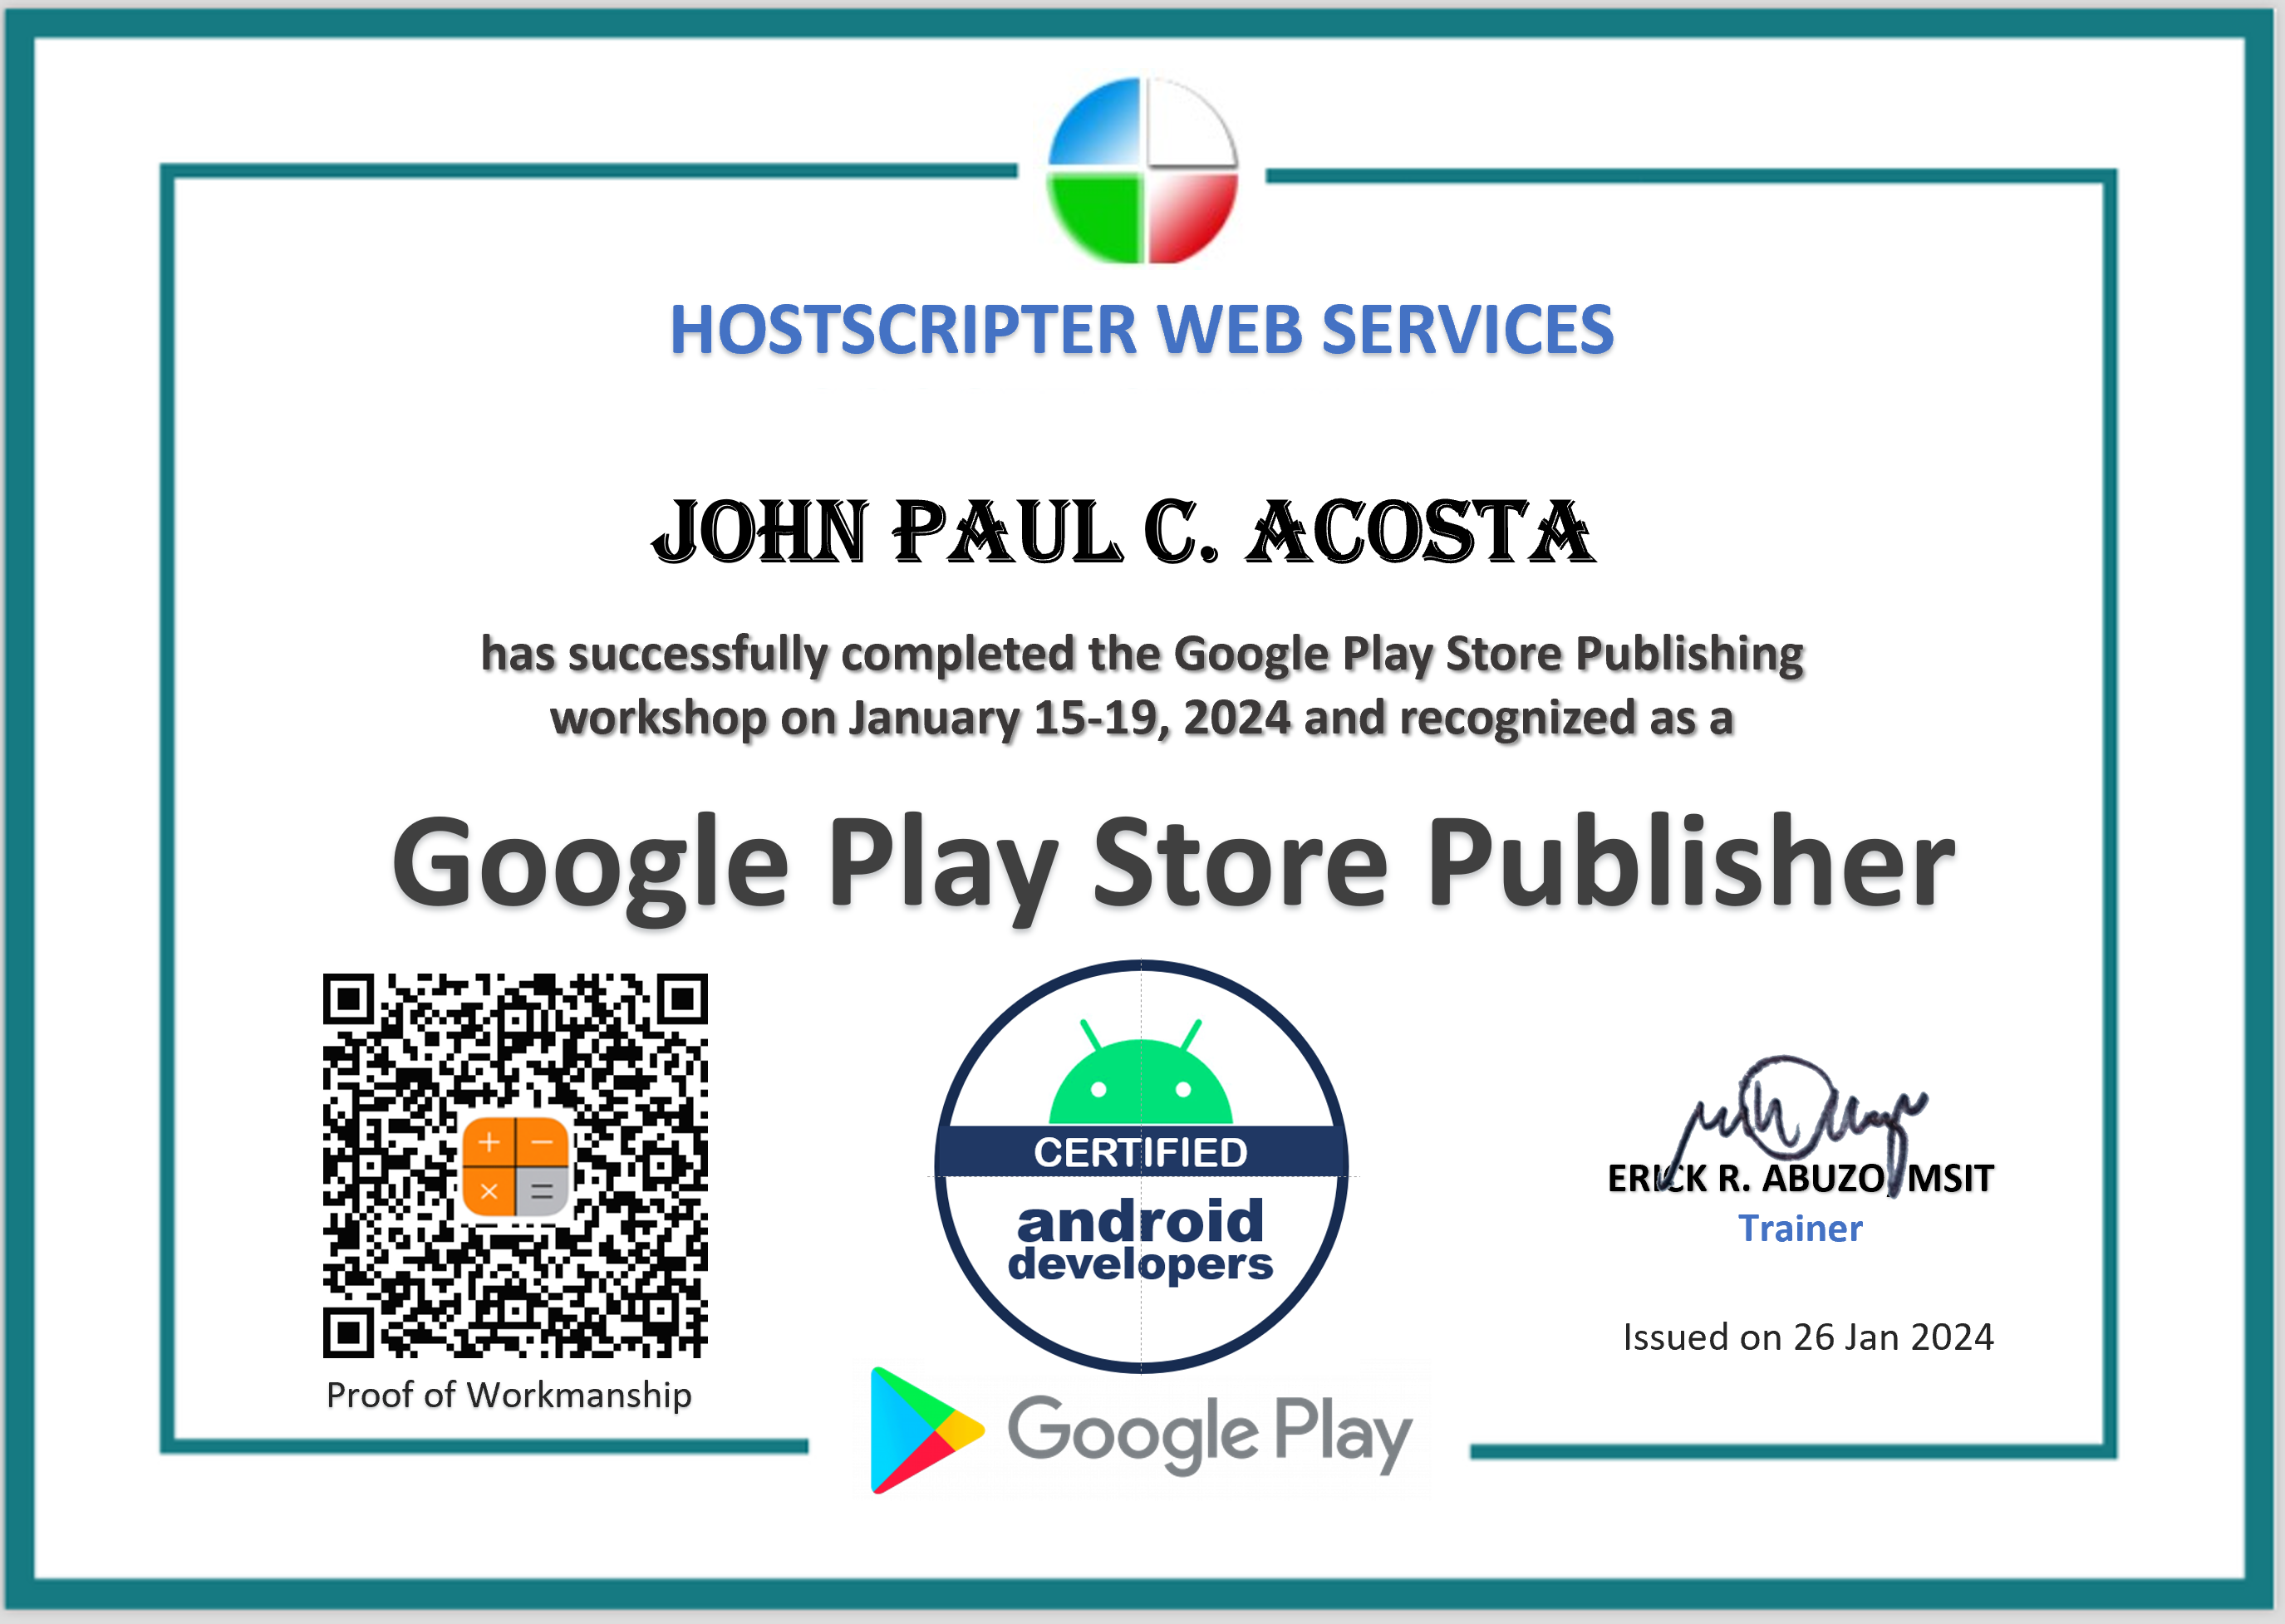 HOSTSCRIPTER WEB SERVICES
JOHN PAUL C. ACOSTA
has successfully completed the Google Play Store Publishing
workshop on January 15-19, 2024 and recognized as a
Google Play Store Publisher
CERTIFIED
android
developers
ERICK R. ABUZO, MSIT
Trainer
Issued on 26 Jan 2024
Proof of Workmanship
Google Play